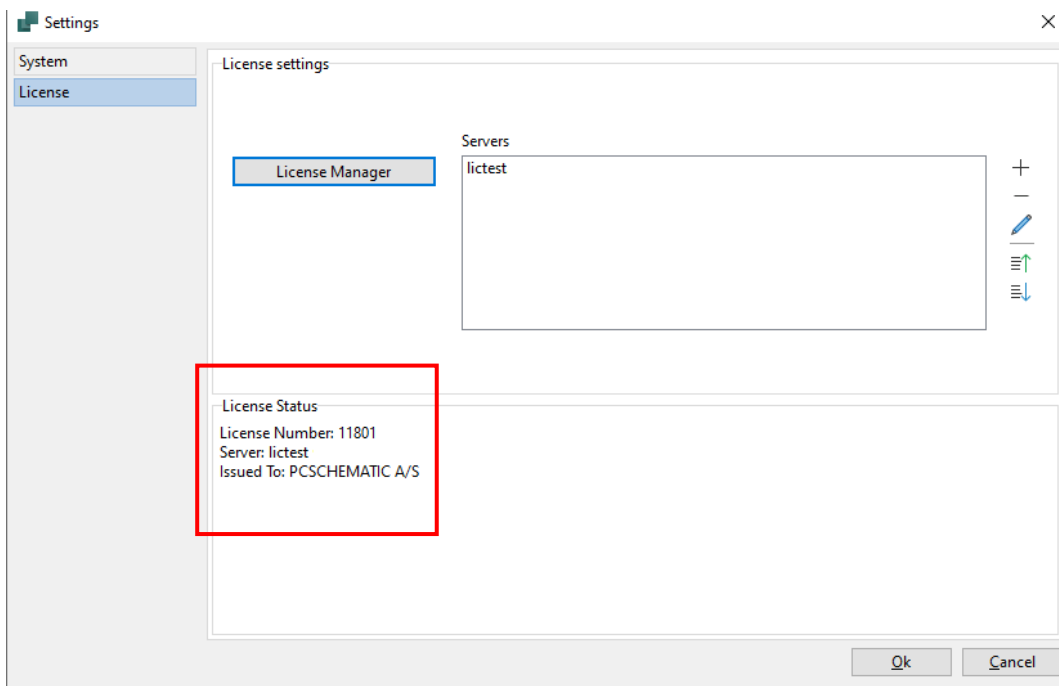 Settings
System
License
License settings
Servers
License Manager
lictest
License Status
License Number: 11801
Server: lictest
Issued To: PCSCHEMATIC A/S
Ok
Cancel